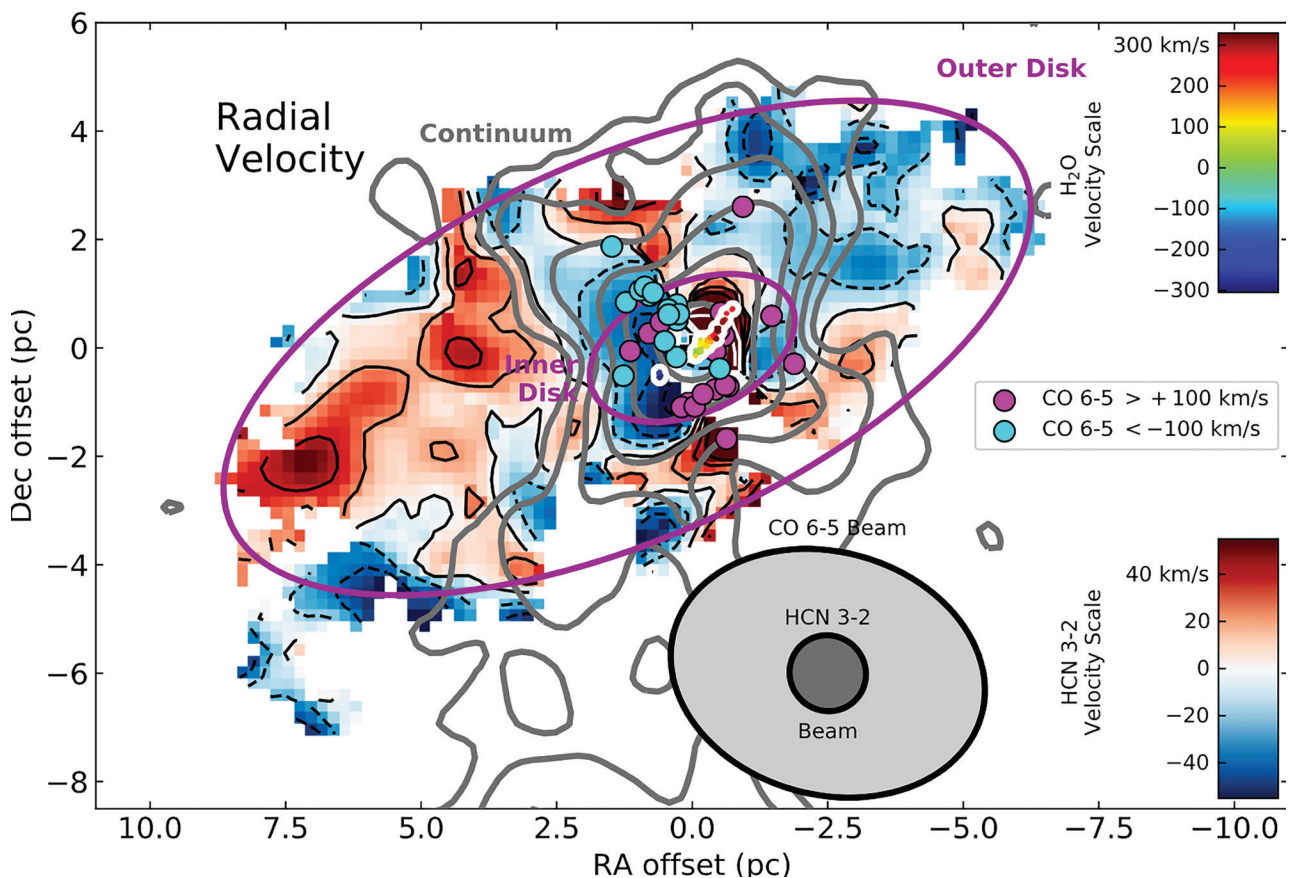 Radial
Velocity
Continuum
Outer Disk
Inner
Disk
300 km/s
200
100
0
−100
−200
−300
H₂O
Velocity Scale
CO 6-5 > + 100 km/s
CO 6-5 < −100 km/s
CO 6-5 Beam
HCN 3-2
Beam
40 km/s
20
0
−20
−40
HCN 3-2
Velocity Scale
6
4
2
0
−2
−4
−6
−8
Dec offset (pc)
10.0 7.5 5.0 2.5 0.0 −2.5 −5.0 −7.5 −10.0
RA offset (pc)